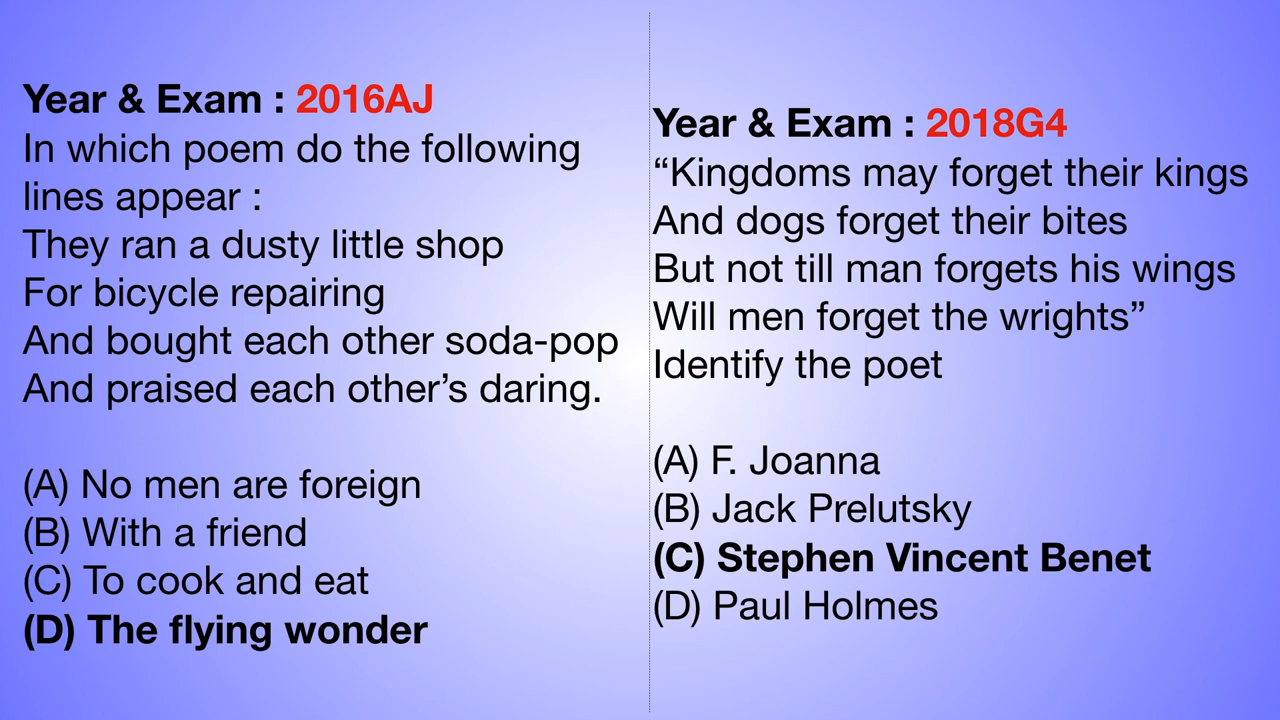 Year & Exam : 2016AJ
In which poem do the following
lines appear :
They ran a dusty little shop
For bicycle repairing
And bought each other soda-pop
And praised each other’s daring.
(A) No men are foreign
(B) With a friend
(C) To cook and eat
(D) The flying wonder
Year & Exam : 2018G4
“Kingdoms may forget their kings
And dogs forget their bites
But not till man forgets his wings
Will men forget the wrights”
Identify the poet
(A) F. Joanna
(B) Jack Prelutsky
(C) Stephen Vincent Benet
(D) Paul Holmes